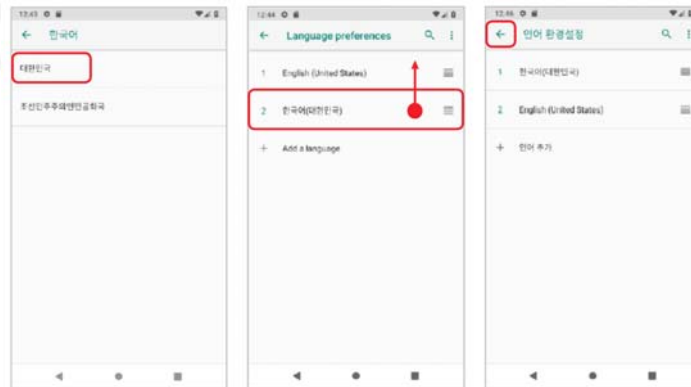 12:43
한국어
대한민국
조선민주주의인민공화국
12:44
Language preferences
1 English (United States)
2 한국어(대한민국)
+ Add a language
12:46
언어 환경설정
1 한국어(대한민국)
2 English (United States)
+ 언어 추가